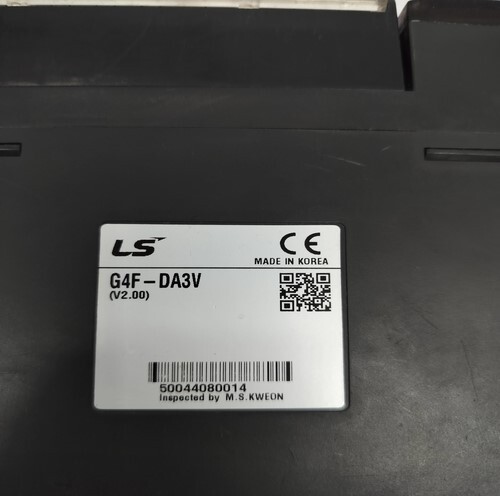 LS
CE
MADE IN KOREA
G4F-DA3V
(V2.00)
50044080014
Inspected by M.S.KWEON